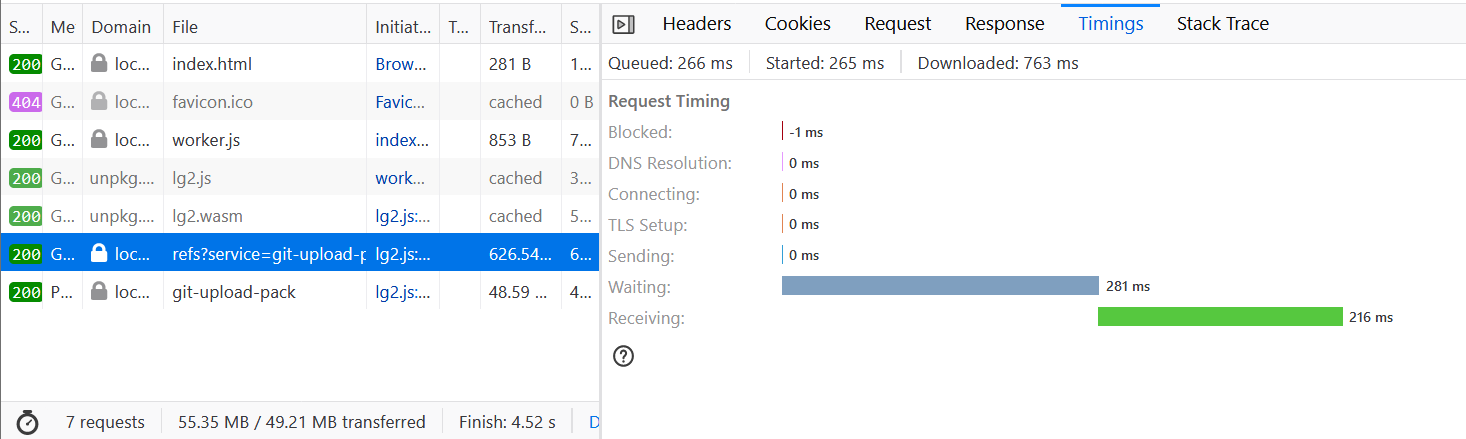 S... Me Domain File Initiat... T... Transf... S...
200 G... loc... index.html Brow... 281 B 1...
404 G... loc... favicon.ico Favic... cached 0 B
200 G... loc... worker.js index... 853 B 7...
200 G... unpkg.... lg2.js work... cached 3...
200 G... unpkg.... lg2.wasm lg2.js:... cached 5...
200 G... loc... refs?service=git-upload-p lg2.js:... 626.54... 6...
200 P... loc... git-upload-pack lg2.js:... 48.59 ... 4...
7 requests 55.35 MB / 49.21 MB transferred Finish: 4.52 s D
Headers Cookies Request Response Timings Stack Trace
Queued: 266 ms Started: 265 ms Downloaded: 763 ms
Request Timing
Blocked: -1 ms
DNS Resolution: 0 ms
Connecting: 0 ms
TLS Setup: 0 ms
Sending: 0 ms
Waiting: 281 ms
Receiving: 216 ms
?